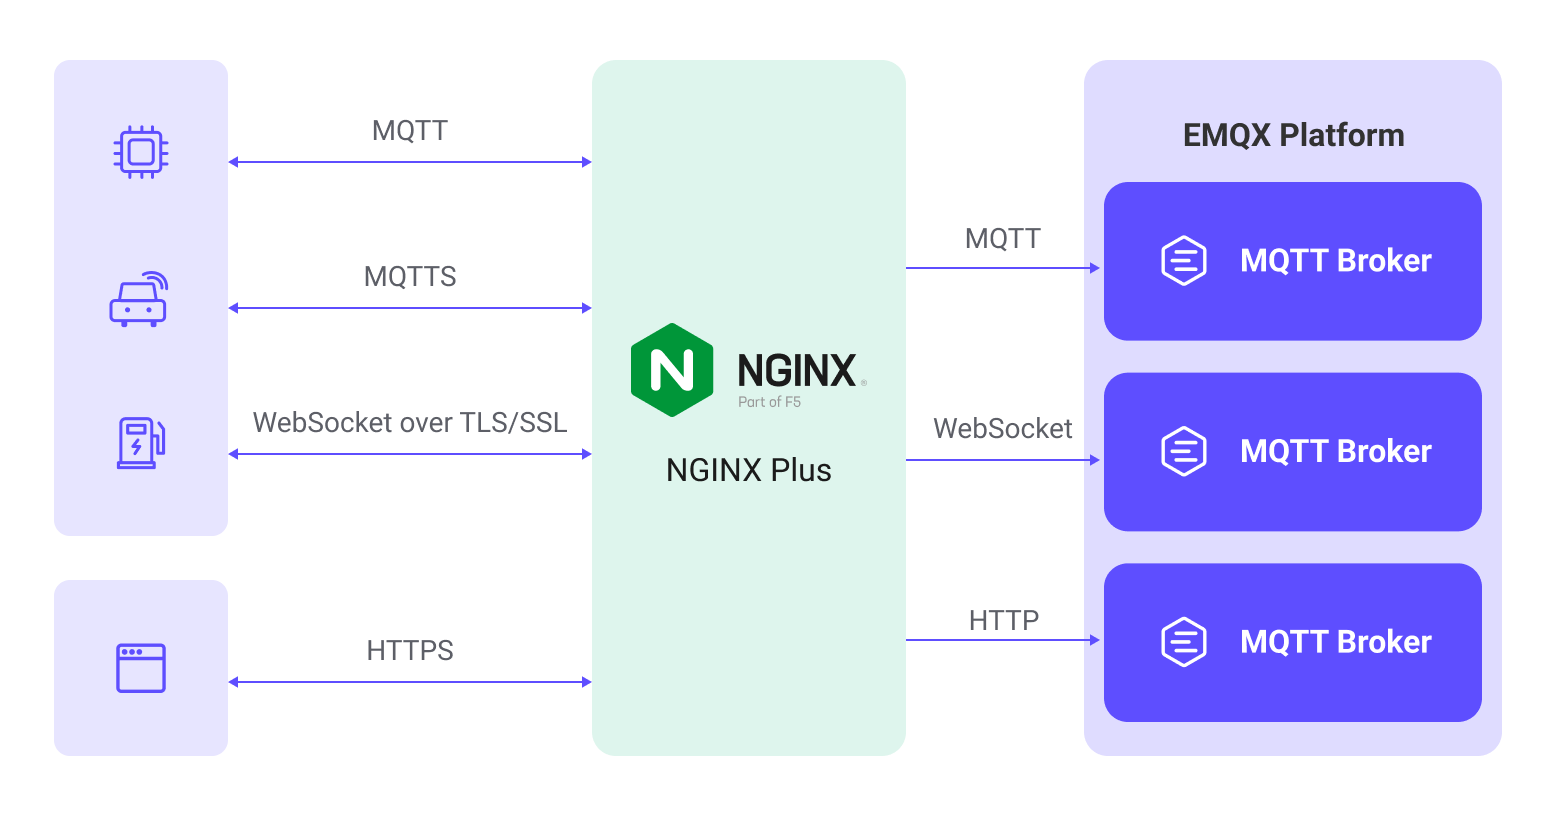 MQTT
MQTTS
WebSocket over TLS/SSL
HTTPS
N
NGINX ®
Part of F5
NGINX Plus
MQTT
WebSocket
HTTP
EMQX Platform
MQTT Broker
MQTT Broker
MQTT Broker